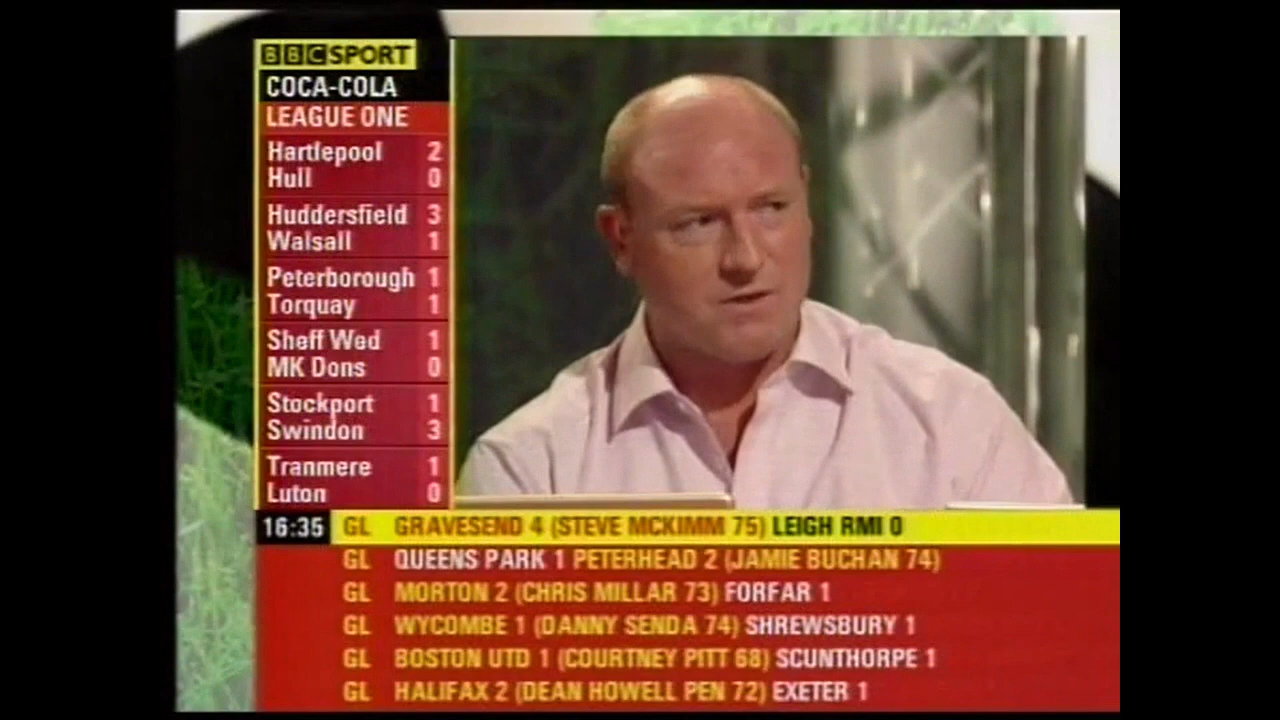 BBC SPORT
COCA-COLA
LEAGUE ONE
Hartlepool 2
Hull 0
Huddersfield 3
Walsall 1
Peterborough 1
Torquay 1
Sheff Wed 1
MK Dons 0
Stockport 1
Swindon 3
Tranmere 1
Luton 0
16:35 GL GRAVESEND 4 (STEVE MCKIMM 75) LEIGH RMI 0
GL QUEENS PARK 1 PETERHEAD 2 (JAMIE BUCHAN 74)
GL MORTON 2 (CHRIS MILLAR 73) FORFAR 1
GL WYCOMBE 1 (DANNY SENDA 74) SHREWSBURY 1
GL BOSTON UTD 1 (COURTNEY PITT 68) SCUNTHORPE 1
GL HALIFAX 2 (DEAN HOWELL PEN 72) EXETER 1